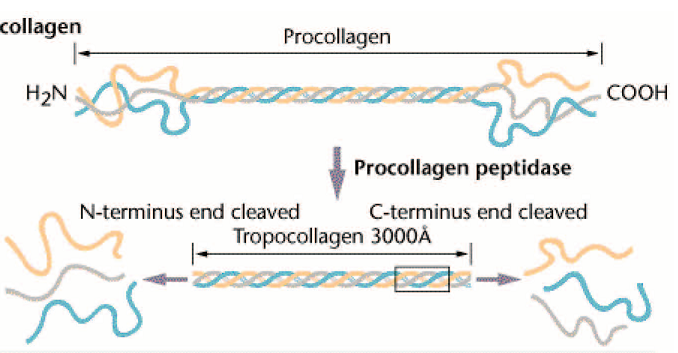 collagen
Procollagen
H₂N
COOH
Procollagen peptidase
N-terminus end cleaved
C-terminus end cleaved
Tropocollagen 3000Å